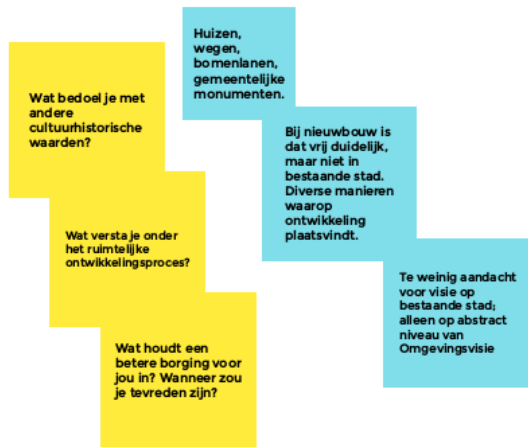 Wat bedoel je met
andere
cultuurhistorische
waarden?
Huizen,
wegen,
bomenlanen,
gemeentelijke
monumenten.
Wat versta je onder
het ruimtelijke
ontwikkelingsproces?
Bij nieuwbouw is
dat vrij duidelijk,
maar niet in
bestaande stad.
Diverse manieren
waarop
ontwikkeling
plaatsvindt.
Wat houdt een
betere borging voor
jou in? Wanneer zou
je tevreden zijn?
Te weinig aandacht
voor visie op
bestaande stad;
alleen op abstract
niveau van
Omgevingsvisie